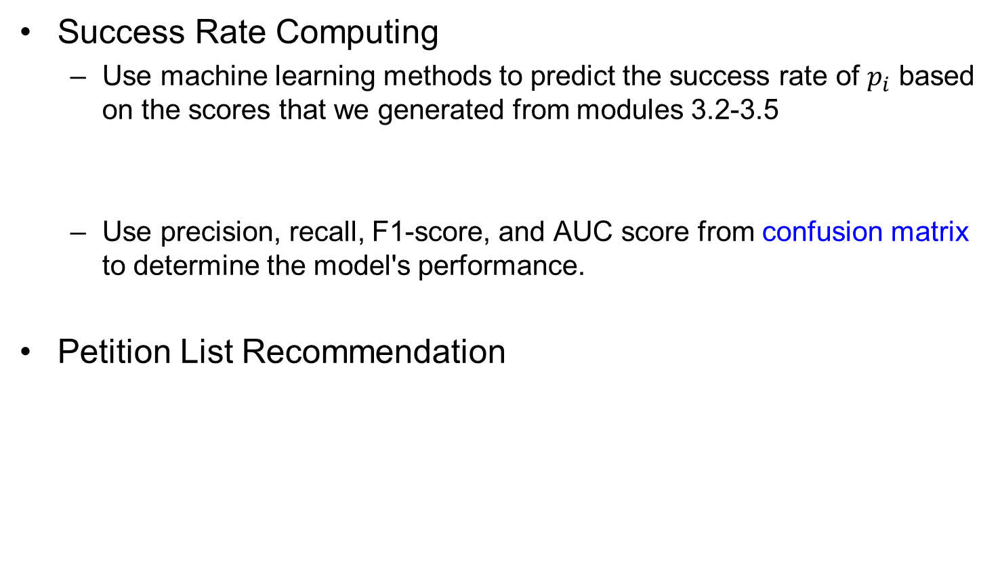 • Success Rate Computing
– Use machine learning methods to predict the success rate of 𝑝𝑖 based
on the scores that we generated from modules 3.2-3.5
– Use precision, recall, F1-score, and AUC score from confusion matrix
to determine the model's performance.
• Petition List Recommendation